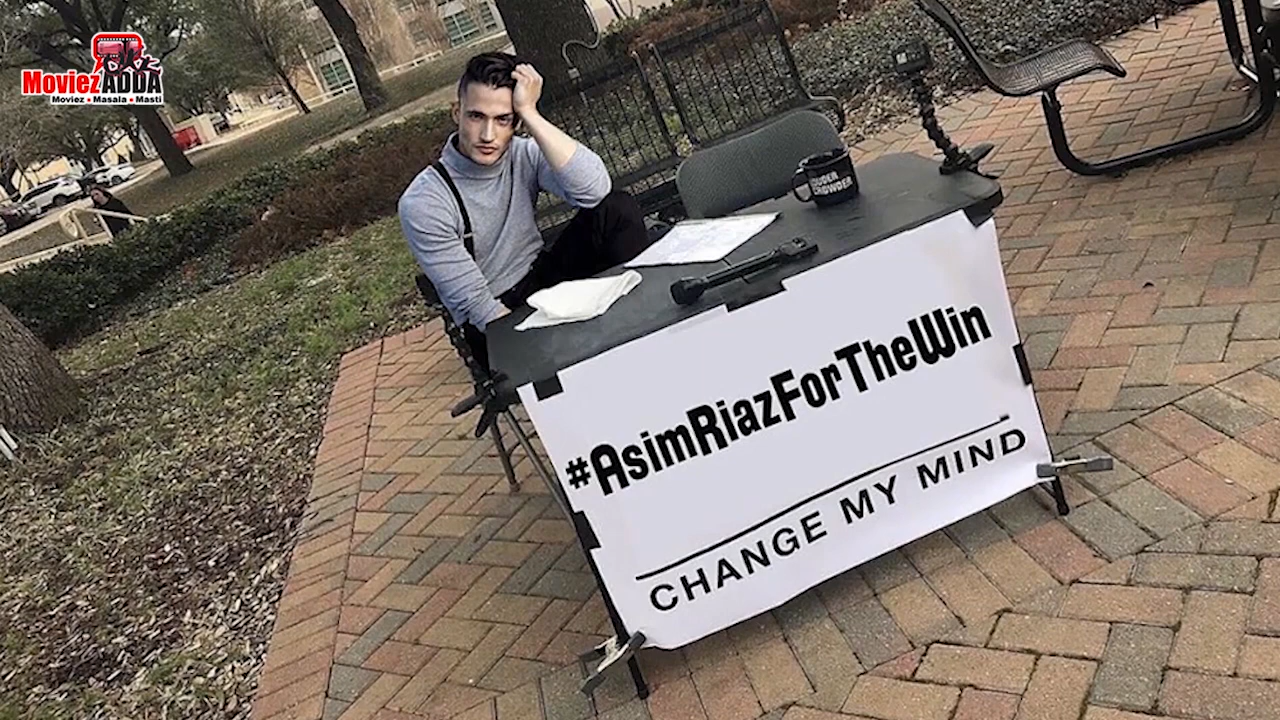 MoviezADDA
Moviez • Masala • Masti
LOUDER
CROWDER
#AsimRiazForTheWin
CHANGE MY MIND